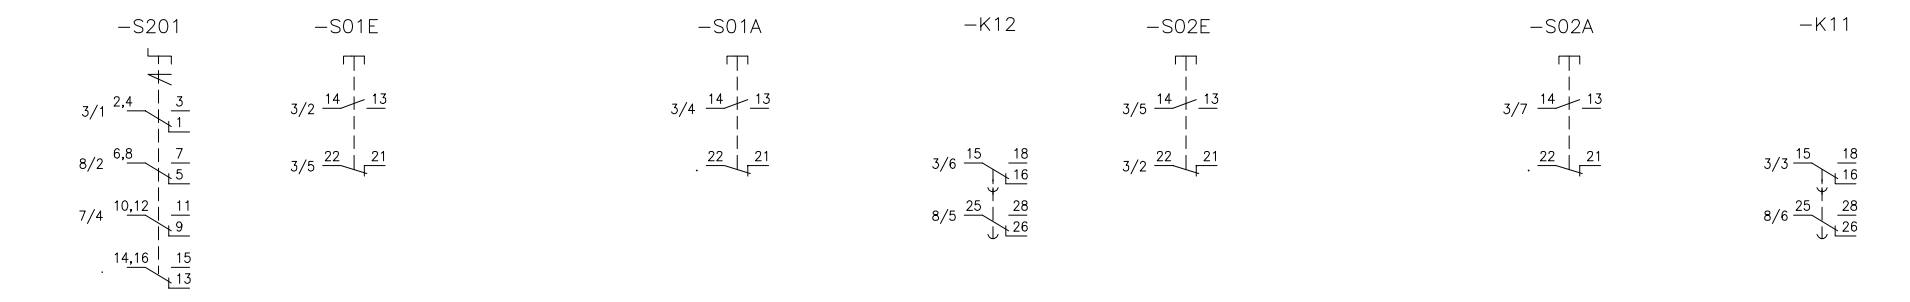 -S201 -S01E -S01A -K12 -S02E -S02A -K11
3/1 2,4 3 3/2 14 13 3/4 14 13 3/5 14 13 3/7 14 13
1
8/2 6,8 7 3/5 22 21 . 22 21 3/6 15 18 3/2 22 21 . 22 21 3/3 15 18
5 16 16
7/4 10,12 11 8/5 25 28 8/6 25 28
9 26 26
. 14,16 15
13